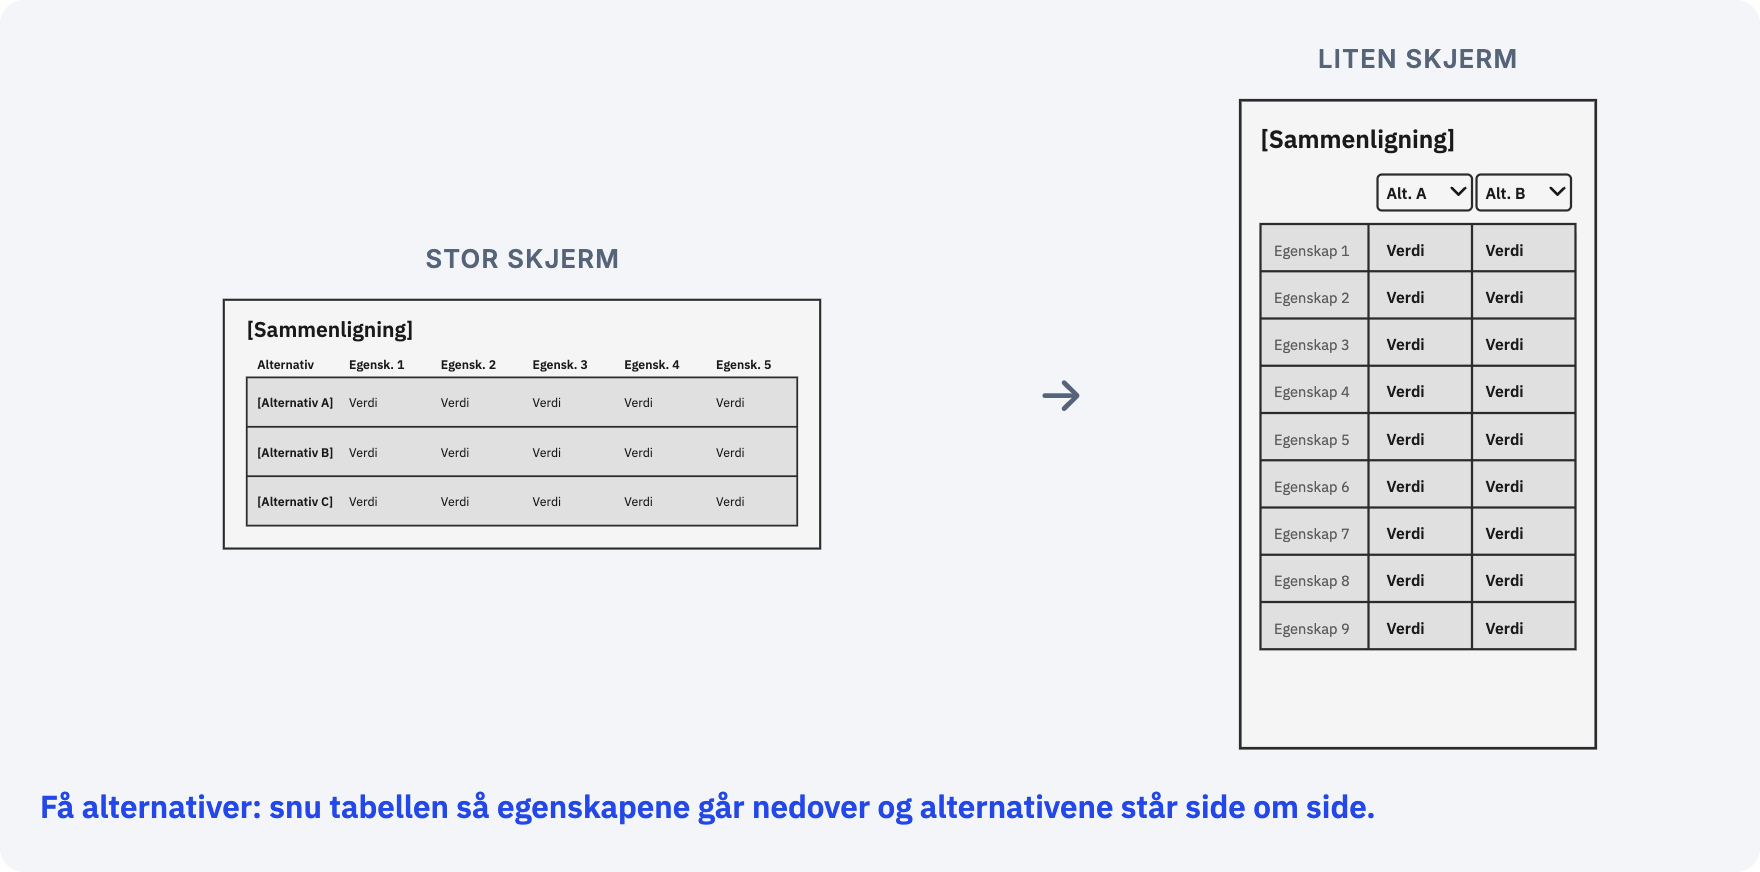 STOR SKJERM
[Sammenligning]
Alternativ Egensk. 1 Egensk. 2 Egensk. 3 Egensk. 4 Egensk. 5
[Alternativ A] Verdi Verdi Verdi Verdi Verdi
[Alternativ B] Verdi Verdi Verdi Verdi Verdi
[Alternativ C] Verdi Verdi Verdi Verdi Verdi
LITEN SKJERM
[Sammenligning]
Alt. A Alt. B
Egenskap 1 Verdi Verdi
Egenskap 2 Verdi Verdi
Egenskap 3 Verdi Verdi
Egenskap 4 Verdi Verdi
Egenskap 5 Verdi Verdi
Egenskap 6 Verdi Verdi
Egenskap 7 Verdi Verdi
Egenskap 8 Verdi Verdi
Egenskap 9 Verdi Verdi
Få alternativer: snu tabellen så egenskapene går nedover og alternativene står side om side.